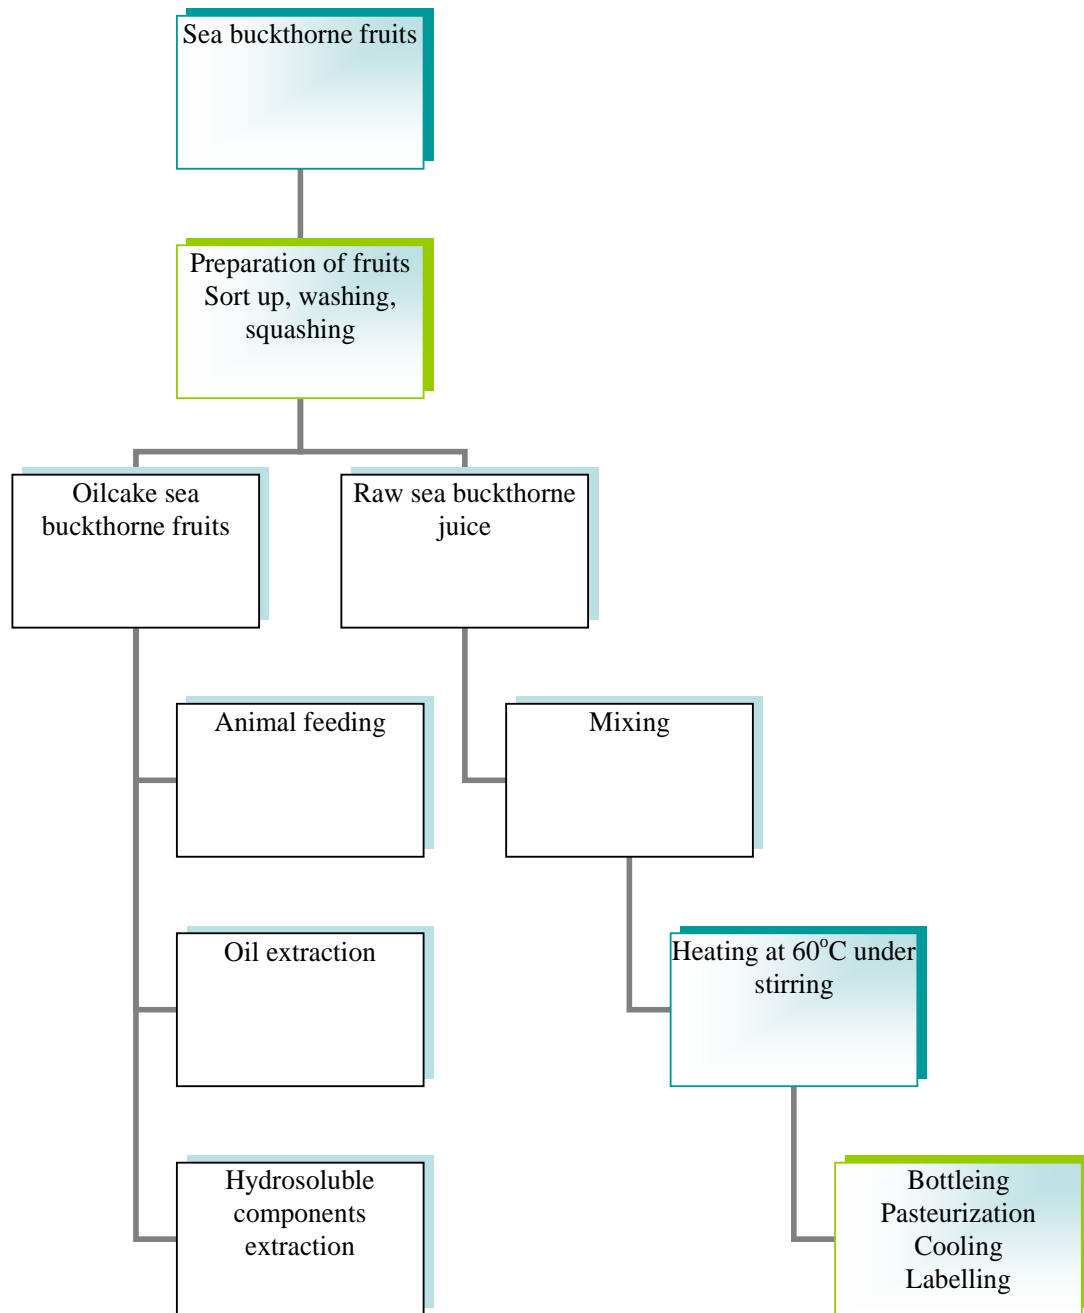 Sea buckthorne fruits
Preparation of fruits
Sort up, washing,
squashing
Oilcake sea
buckthorne fruits
Raw sea buckthorne
juice
Animal feeding
Mixing
Oil extraction
Heating at 60°C under
stirring
Hydrosoluble
components
extraction
Bottleing
Pasteurization
Cooling
Labelling